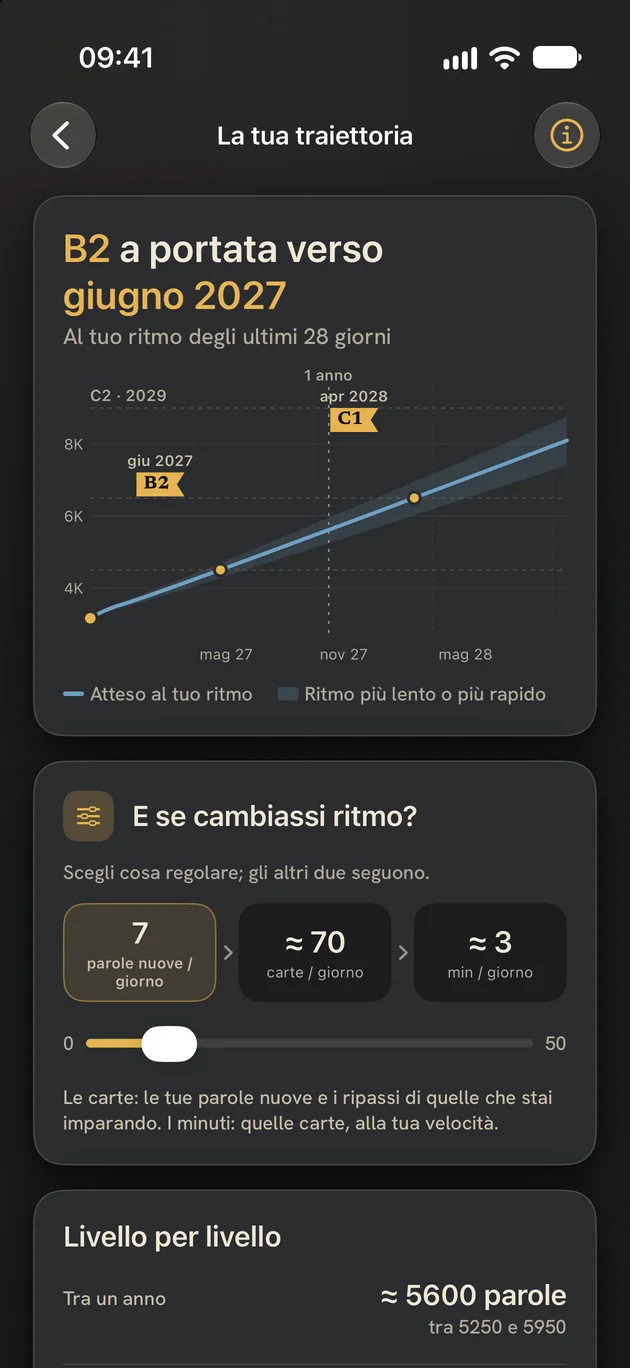 09:41
La tua traiettoria
B2 a portata verso
giugno 2027
Al tuo ritmo degli ultimi 28 giorni
1 anno
C2 · 2029
apr 2028
C1
8K
giu 2027
B2
6K
4K
mag 27
nov 27
mag 28
Atteso al tuo ritmo
Ritmo più lento o più rapido
E se cambiassi ritmo?
Scegli cosa regolare; gli altri due seguono.
7
parole nuove /
giorno
≈ 70
carte / giorno
≈ 3
min / giorno
0
50
Le carte: le tue parole nuove e i ripassi di quelle che stai
imparando. I minuti: quelle carte, alla tua velocità.
Livello per livello
Tra un anno
≈ 5600 parole
tra 5250 e 5950